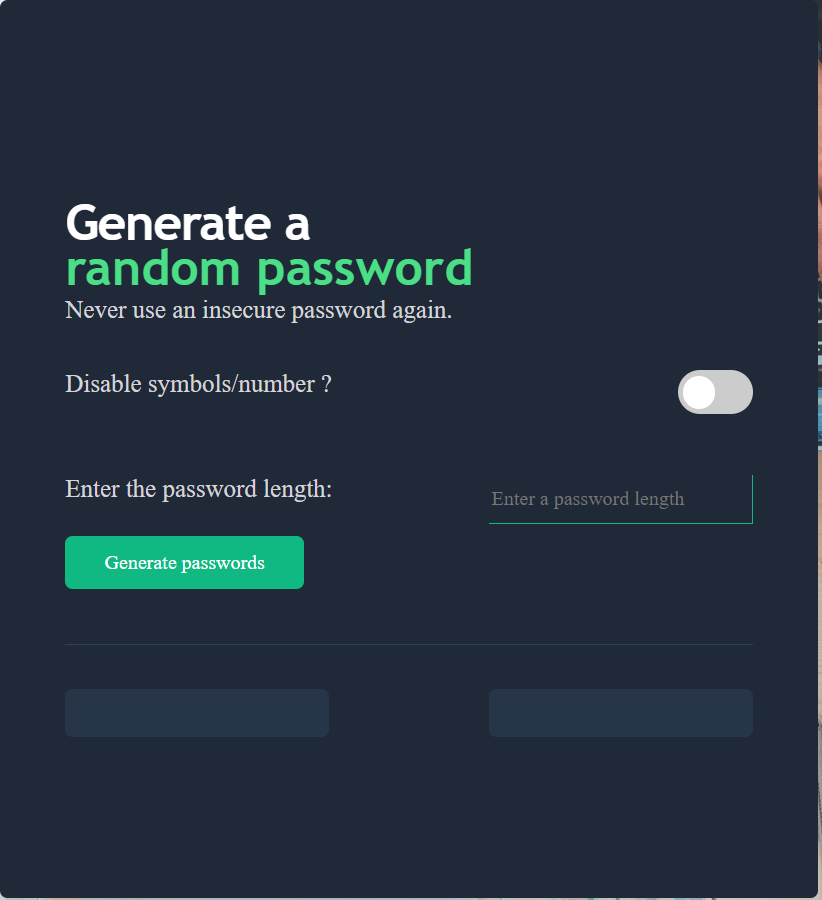 Generate a
random password
Never use an insecure password again.
Disable symbols/number ?
Enter the password length:
Enter a password length
Generate passwords